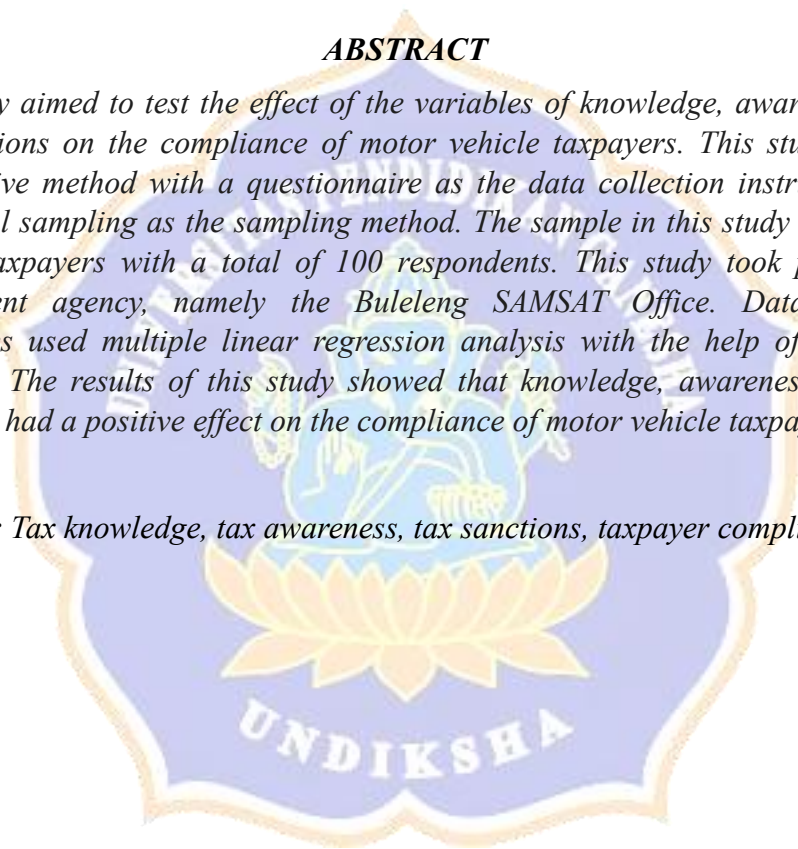 ABSTRACT
y aimed to test the effect of the variables of knowledge, awar
ions on the compliance of motor vehicle taxpayers. This stu
ive method with a questionnaire as the data collection instr
l sampling as the sampling method. The sample in this study
axpayers with a total of 100 respondents. This study took p
ent agency, namely the Buleleng SAMSAT Office. Data
s used multiple linear regression analysis with the help of
The results of this study showed that knowledge, awarenes
had a positive effect on the compliance of motor vehicle taxpa
: Tax knowledge, tax awareness, tax sanctions, taxpayer compl
UNDIKSHA